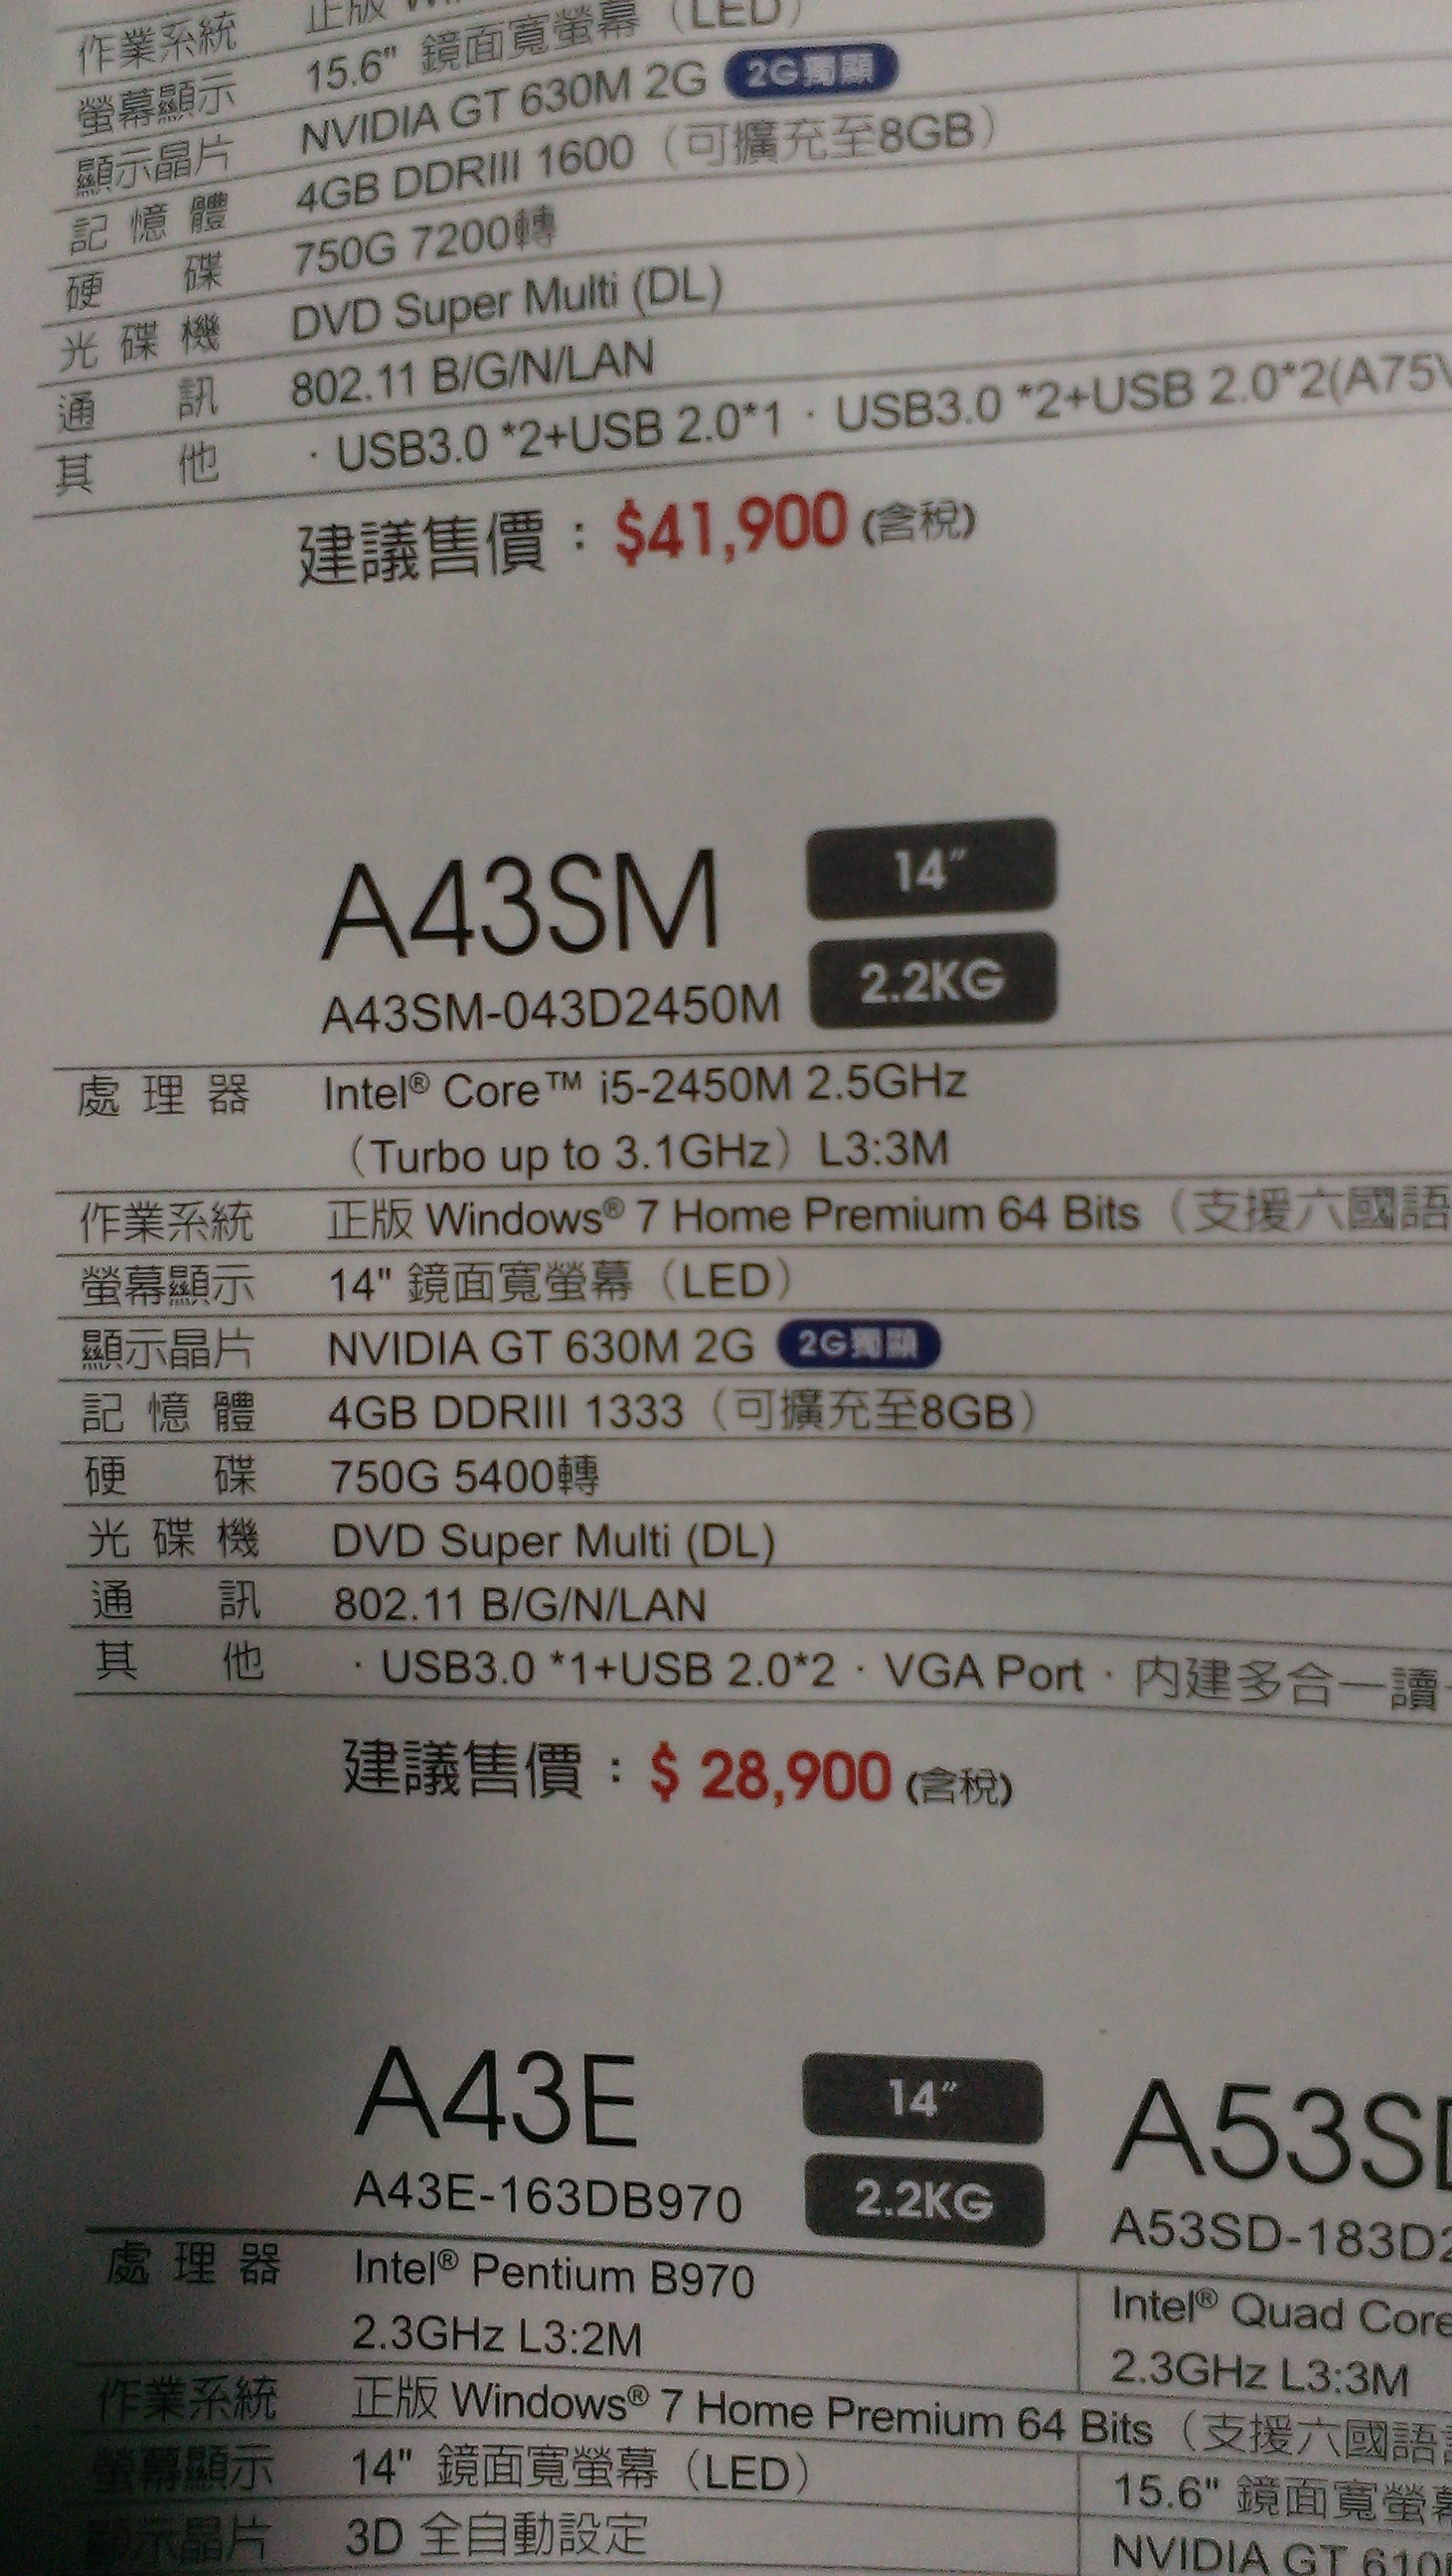 作業系統 正版
螢幕顯示 15.6" 鏡面寬螢幕（LED）
顯示晶片 NVIDIA GT 630M 2G 2G獨顯
記憶體 4GB DDRIII 1600（可擴充至8GB）
硬碟 750G 7200轉
光碟機 DVD Super Multi (DL)
通訊 802.11 B/G/N/LAN
其他 · USB3.0 *2+USB 2.0*1 · USB3.0 *2+USB 2.0*2(A75V
建議售價：$41,900 (含稅)
A43SM 14"
A43SM-043D2450M 2.2KG
處理器 Intel® Core™ i5-2450M 2.5GHz
（Turbo up to 3.1GHz）L3:3M
作業系統 正版 Windows® 7 Home Premium 64 Bits（支援六國語
螢幕顯示 14" 鏡面寬螢幕（LED）
顯示晶片 NVIDIA GT 630M 2G 2G獨顯
記憶體 4GB DDRIII 1333（可擴充至8GB）
硬碟 750G 5400轉
光碟機 DVD Super Multi (DL)
通訊 802.11 B/G/N/LAN
其他 · USB3.0 *1+USB 2.0*2 · VGA Port · 內建多合一讀
建議售價：$ 28,900 (含稅)
A43E 14"
A43E-163DB970 2.2KG
處理器 Intel® Pentium B970
2.3GHz L3:2M
作業系統 正版 Windows® 7 Home Premium 64 Bits（支援六國語
螢幕顯示 14" 鏡面寬螢幕（LED）
顯示晶片 3D 全自動設定
A53SD
A53SD-183D2
Intel® Quad Core
2.3GHz L3:3M
15.6" 鏡面寬螢幕
NVIDIA GT 610